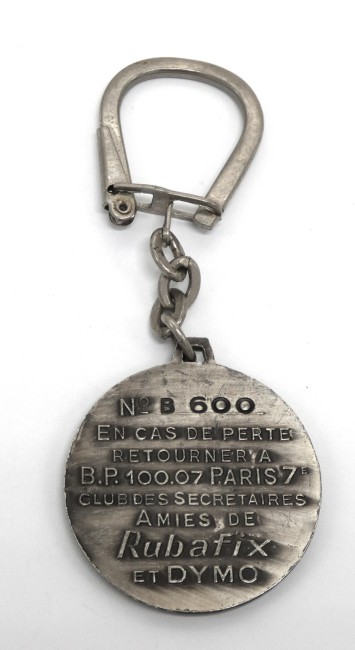 Nº B 600
EN CAS DE PERTE
RETOURNER A
B.P. 100.07 PARIS 7E
CLUB DES SECRETAIRES
AMIES DE
Rubafix
ET DYMO